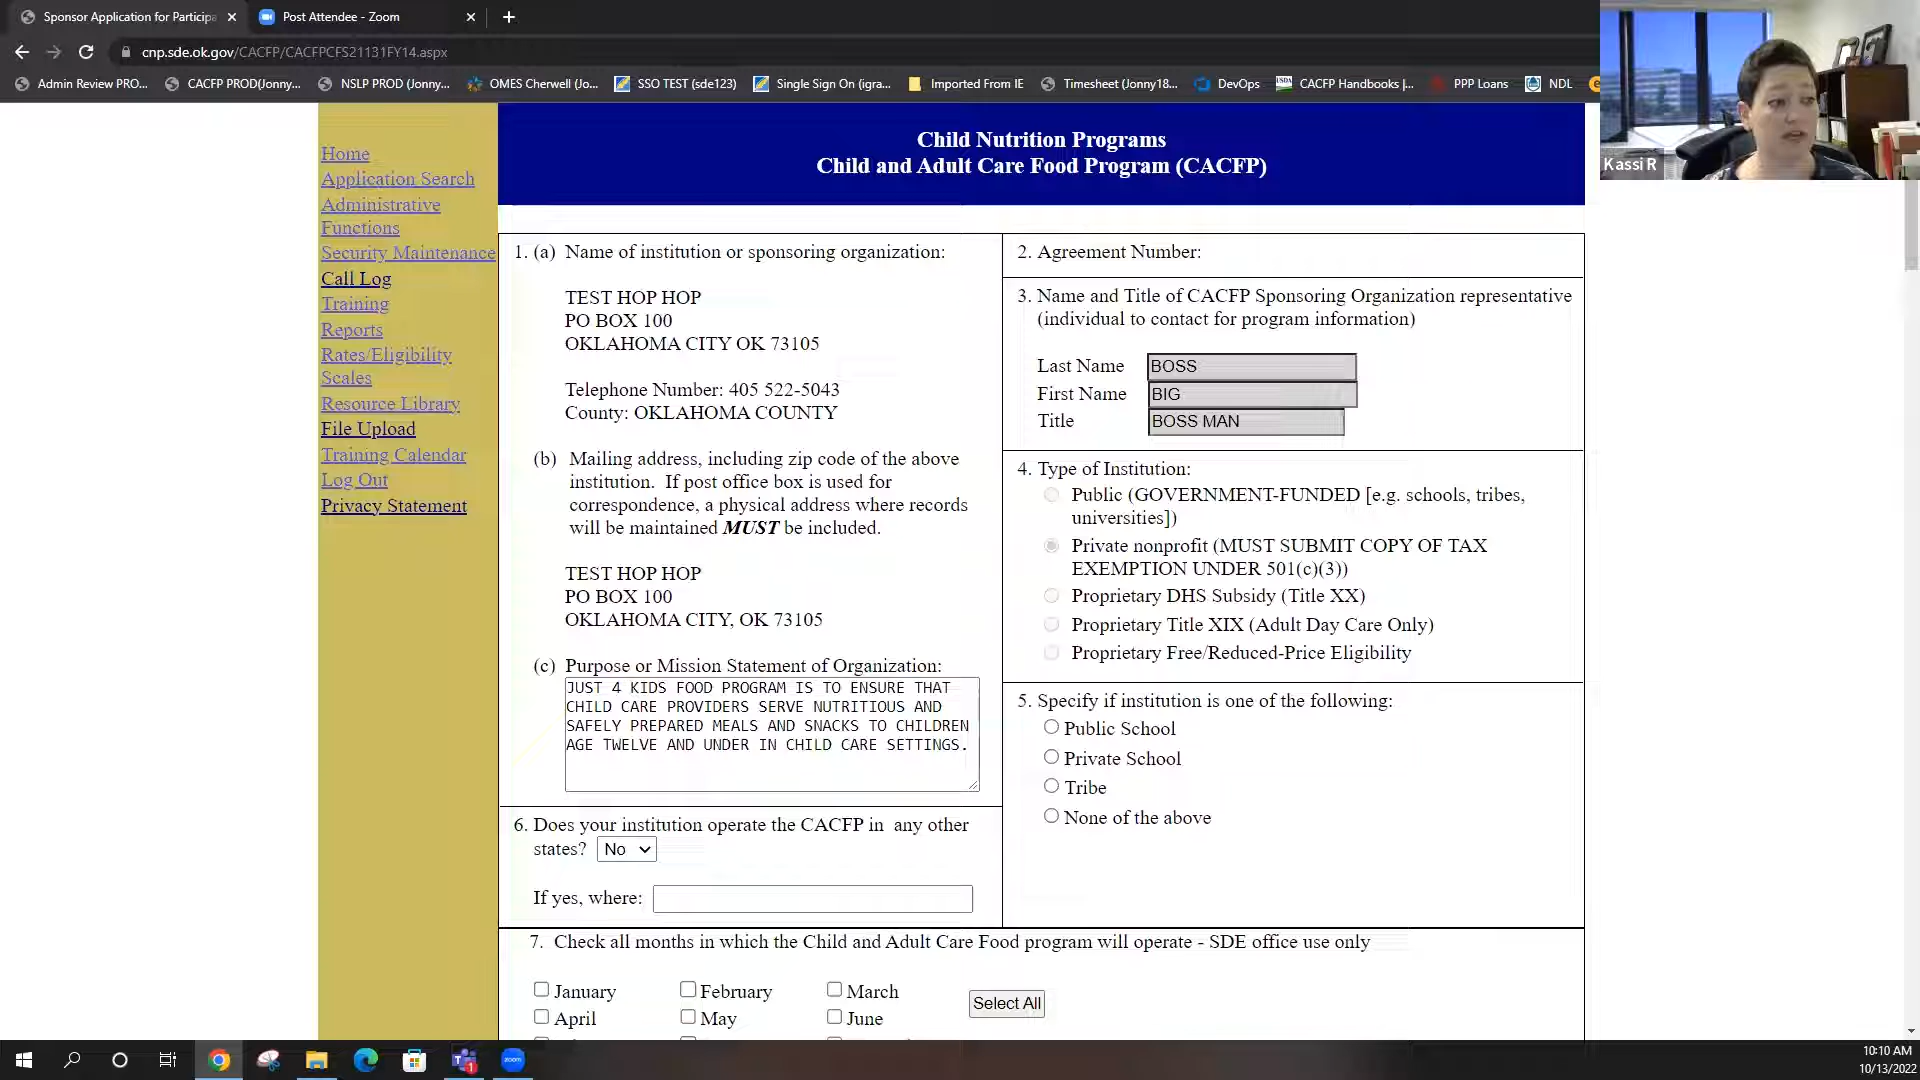 Sponsor Application for Participa
Post Attendee - Zoom
cnp.sde.ok.gov/CACFP/CACFPCFS21131FY14.aspx
Admin Review PRO...
CACFP PROD(Jonny...
NSLP PROD (Jonny...
OMES Cherwell (Jo...
SSO TEST (sde123)
Single Sign On (igra...
Imported From IE
Timesheet (Jonny18...
DevOps
CACFP Handbooks |...
PPP Loans
NDL
Kassi R
Home
Application Search
Administrative
Functions
Security Maintenance
Call Log
Training
Reports
Rates/Eligibility
Scales
Resource Library
File Upload
Training Calendar
Log Out
Privacy Statement
Child Nutrition Programs
Child and Adult Care Food Program (CACFP)
1. (a) Name of institution or sponsoring organization:
TEST HOP HOP
PO BOX 100
OKLAHOMA CITY OK 73105
Telephone Number: 405 522-5043
County: OKLAHOMA COUNTY
(b) Mailing address, including zip code of the above
institution. If post office box is used for
correspondence, a physical address where records
will be maintained MUST be included.
TEST HOP HOP
PO BOX 100
OKLAHOMA CITY, OK 73105
(c) Purpose or Mission Statement of Organization:
JUST 4 KIDS FOOD PROGRAM IS TO ENSURE THAT
CHILD CARE PROVIDERS SERVE NUTRITIOUS AND
SAFELY PREPARED MEALS AND SNACKS TO CHILDREN
AGE TWELVE AND UNDER IN CHILD CARE SETTINGS.
2. Agreement Number:
3. Name and Title of CACFP Sponsoring Organization representative
(individual to contact for program information)
Last Name BOSS
First Name BIG
Title BOSS MAN
4. Type of Institution:
Public (GOVERNMENT-FUNDED [e.g. schools, tribes,
universities])
Private nonprofit (MUST SUBMIT COPY OF TAX
EXEMPTION UNDER 501(c)(3))
Proprietary DHS Subsidy (Title XX)
Proprietary Title XIX (Adult Day Care Only)
Proprietary Free/Reduced-Price Eligibility
5. Specify if institution is one of the following:
Public School
Private School
Tribe
None of the above
6. Does your institution operate the CACFP in any other
states? No
If yes, where:
7. Check all months in which the Child and Adult Care Food program will operate - SDE office use only
January February March Select All
April May June
zoom
10:10 AM
10/13/2022